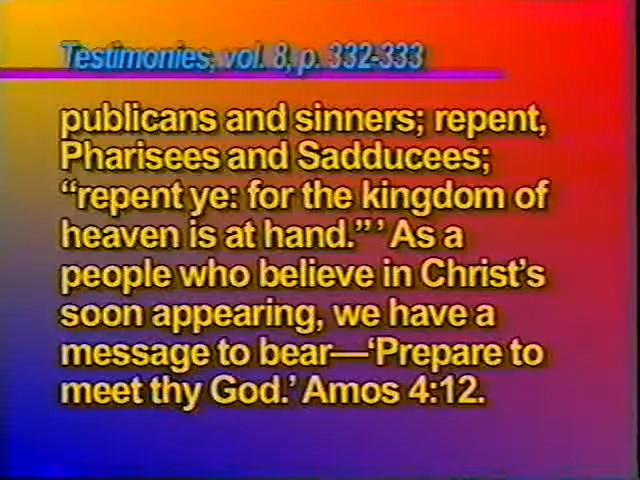 Testimonies, vol. 8, p. 332-333
publicans and sinners; repent,
Pharisees and Sadducees;
“repent ye: for the kingdom of
heaven is at hand.”’ As a
people who believe in Christ’s
soon appearing, we have a
message to bear—‘Prepare to
meet thy God.’ Amos 4:12.